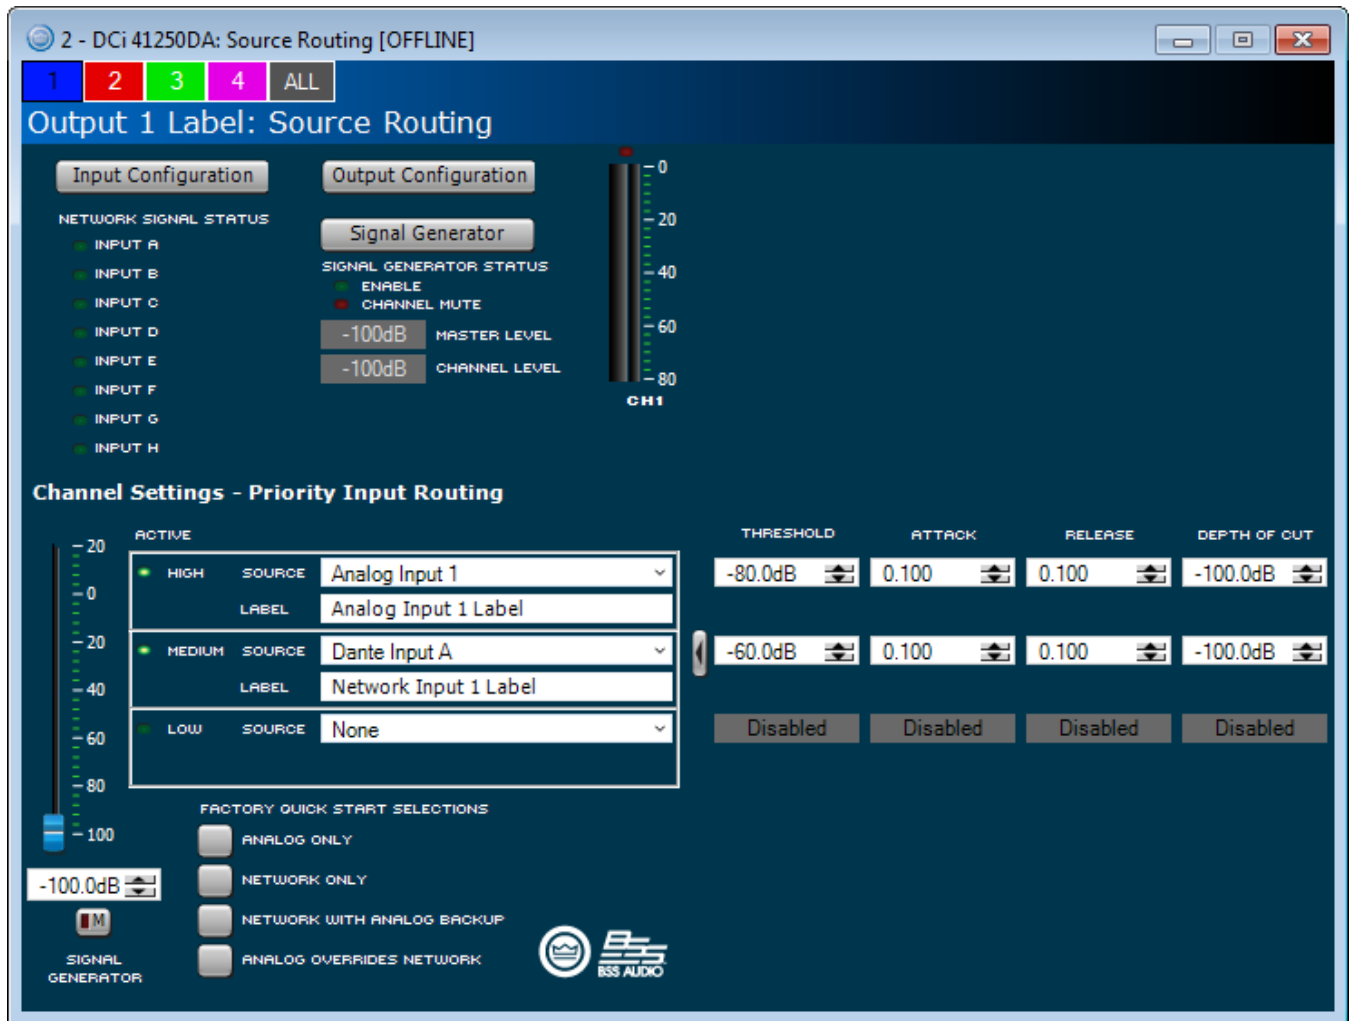 2 - DCi 41250DA: Source Routing [OFFLINE]
1 2 3 4 ALL
Output 1 Label: Source Routing
Input Configuration
NETWORK SIGNAL STATUS
INPUT A
INPUT B
INPUT C
INPUT D
INPUT E
INPUT F
INPUT G
INPUT H
Output Configuration
Signal Generator
SIGNAL GENERATOR STATUS
ENABLE
CHANNEL MUTE
-100dB MASTER LEVEL
-100dB CHANNEL LEVEL
0
20
40
60
80
CH1
Channel Settings - Priority Input Routing
20
0
20
40
60
80
100
-100.0dB
M
SIGNAL
GENERATOR
ACTIVE THRESHOLD ATTACK RELEASE DEPTH OF CUT
HIGH SOURCE Analog Input 1 -80.0dB 0.100 0.100 -100.0dB
LABEL Analog Input 1 Label
MEDIUM SOURCE Dante Input A -60.0dB 0.100 0.100 -100.0dB
LABEL Network Input 1 Label
LOW SOURCE None Disabled Disabled Disabled Disabled
FACTORY QUICK START SELECTIONS
ANALOG ONLY
NETWORK ONLY
NETWORK WITH ANALOG BACKUP
ANALOG OVERRIDES NETWORK
BSS
BSS AUDIO